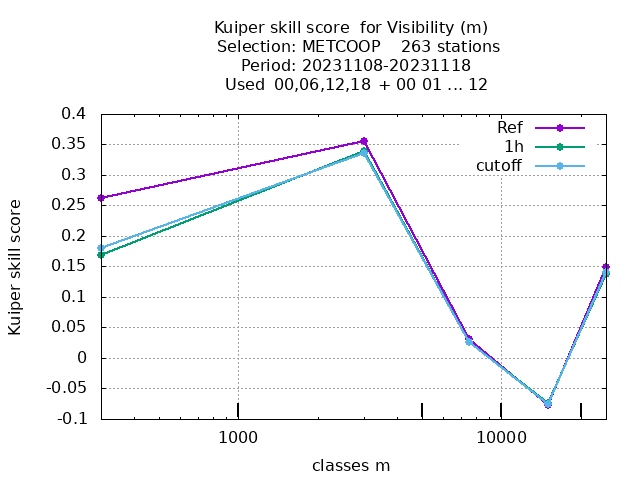 Kuiper skill score  for Visibility (m)
Selection: METCOOP    263 stations
Period: 20231108-20231118
Used  00,06,12,18  + 00 01 ... 12
Ref
1h
cutoff
Kuiper skill score
0.4
0.35
0.3
0.25
0.2
0.15
0.1
0.05
0
-0.05
-0.1
1000
10000
classes m